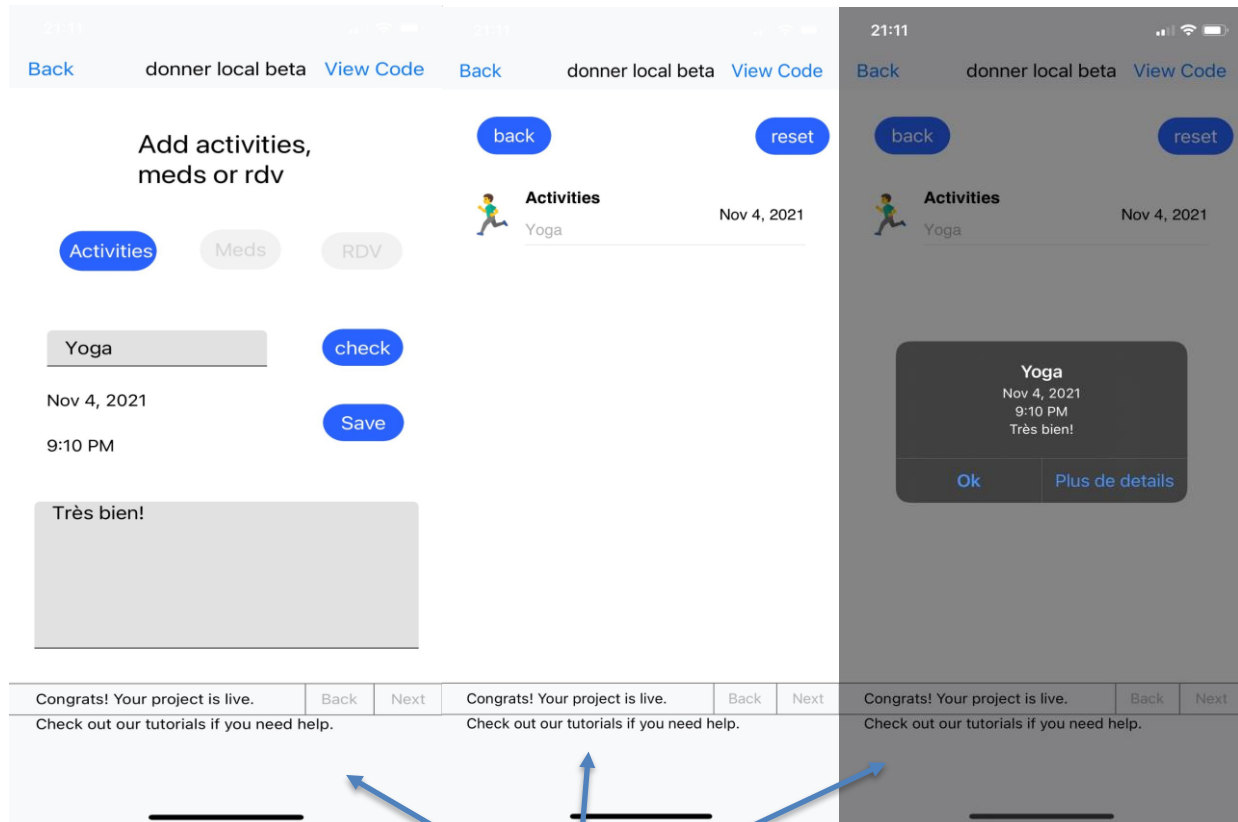 Back donner local beta View Code
Add activities,
meds or rdv
Activities Meds RDV
Yoga check
Nov 4, 2021
Save
9:10 PM
Très bien!
Congrats! Your project is live. Back Next
Check out our tutorials if you need help.
Back donner local beta View Code
back reset
Activities
Nov 4, 2021
Yoga
Congrats! Your project is live. Back Next
Check out our tutorials if you need help.
21:11
Back donner local beta View Code
back reset
Activities
Nov 4, 2021
Yoga
Yoga
Nov 4, 2021
9:10 PM
Très bien!
Ok Plus de details
Congrats! Your project is live. Back Next
Check out our tutorials if you need help.